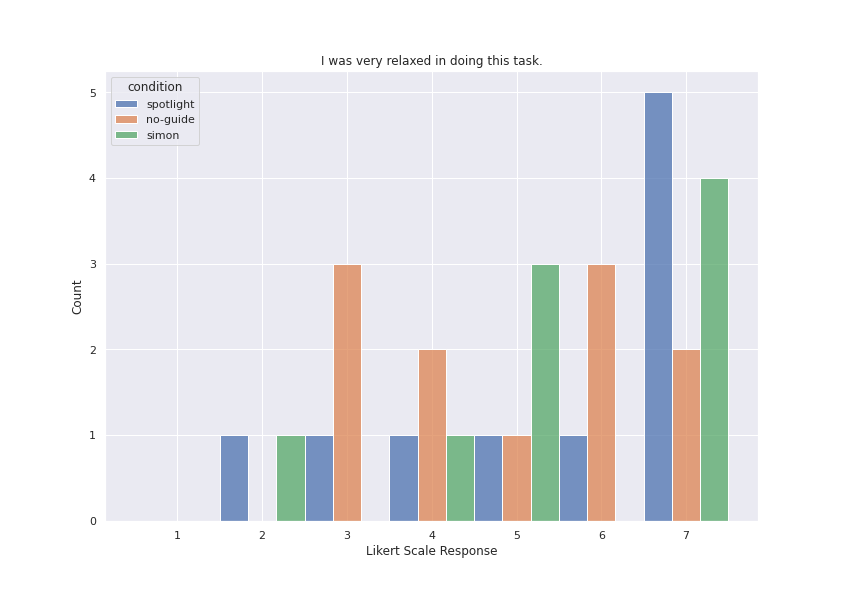 I was very relaxed in doing this task.
condition
spotlight
no-guide
simon
Count
5
4
3
2
1
0
1 2 3 4 5 6 7
Likert Scale Response